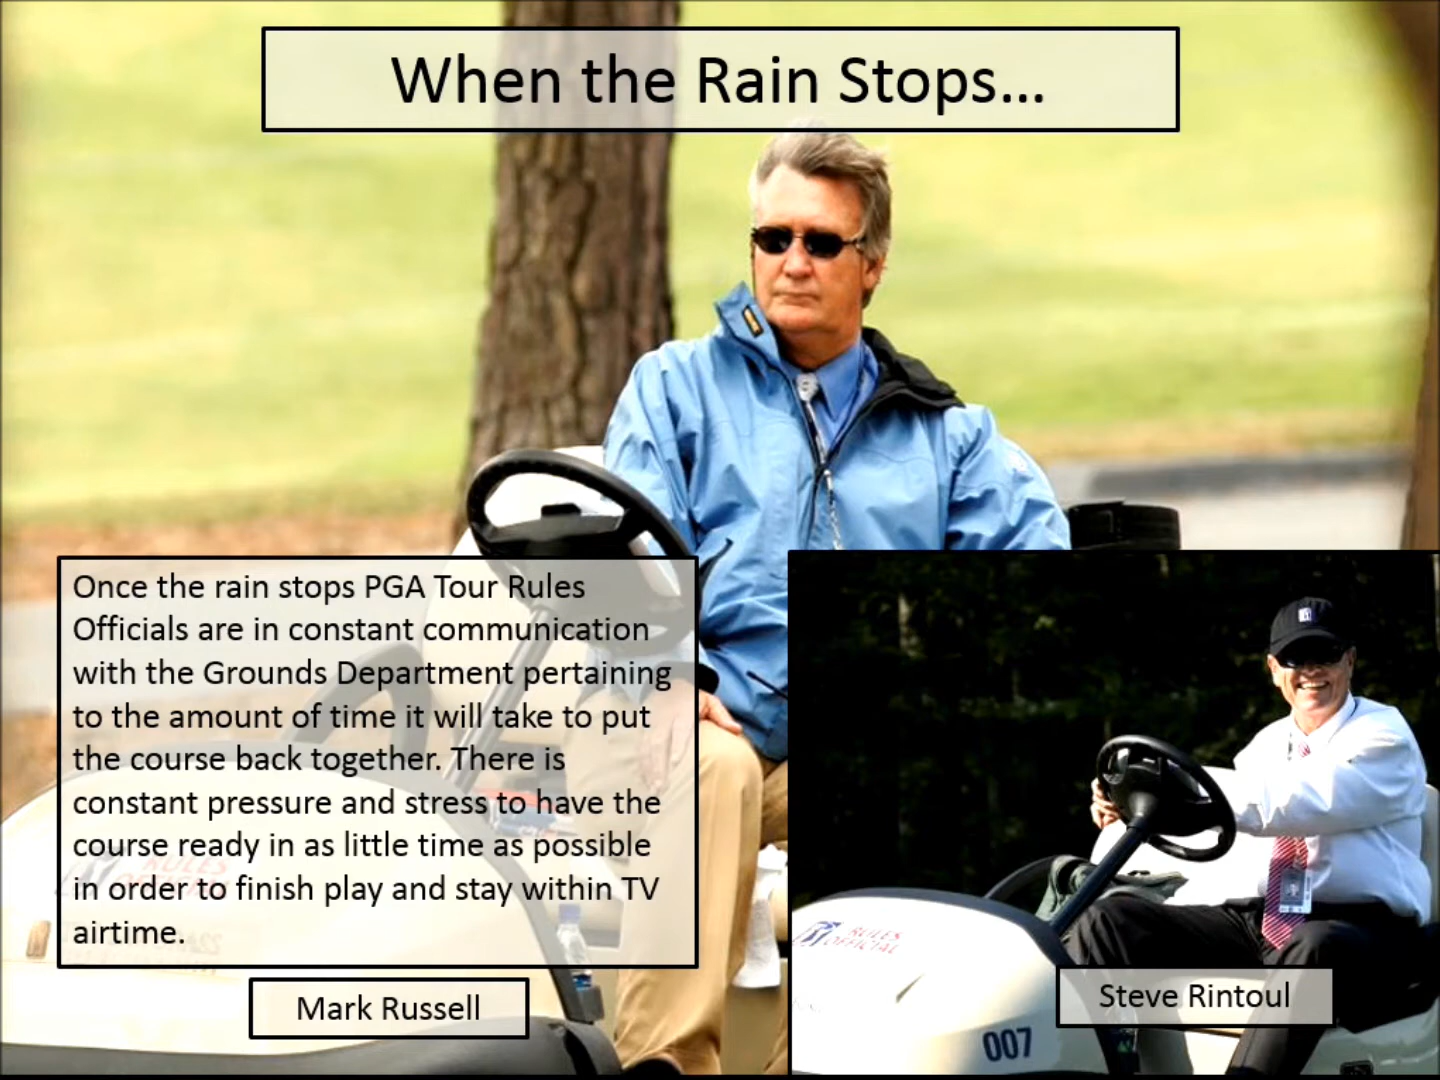 When the Rain Stops...
Once the rain stops PGA Tour Rules
Officials are in constant communication
with the Grounds Department pertaining
to the amount of time it will take to put
the course back together. There is
constant pressure and stress to have the
course ready in as little time as possible
in order to finish play and stay within TV
airtime.
RULES
OFFICIAL
Mark Russell
RULES
OFFICIAL
Steve Rintoul
007